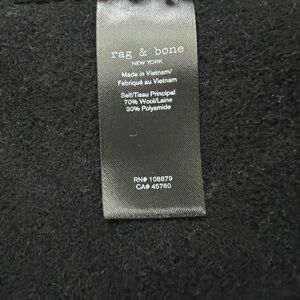 rag & bone
NEW YORK
Made in Vietnam/
Fabriqué au Vietnam
Self/Tissu Principal
70% Wool/Laine
30% Polyamide
RN# 108879
CA# 45760